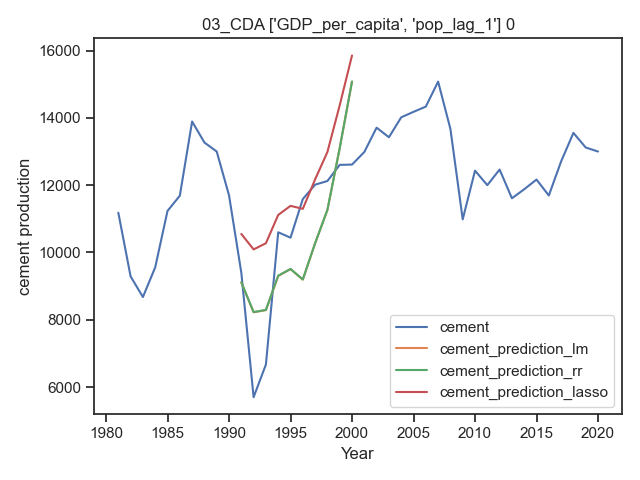 03_CDA ['GDP_per_capita', 'pop_lag_1'] 0
cement production
16000
14000
12000
10000
8000
6000
1980
1985
1990
1995
2000
2005
2010
2015
2020
Year
cement
cement_prediction_lm
cement_prediction_rr
cement_prediction_lasso